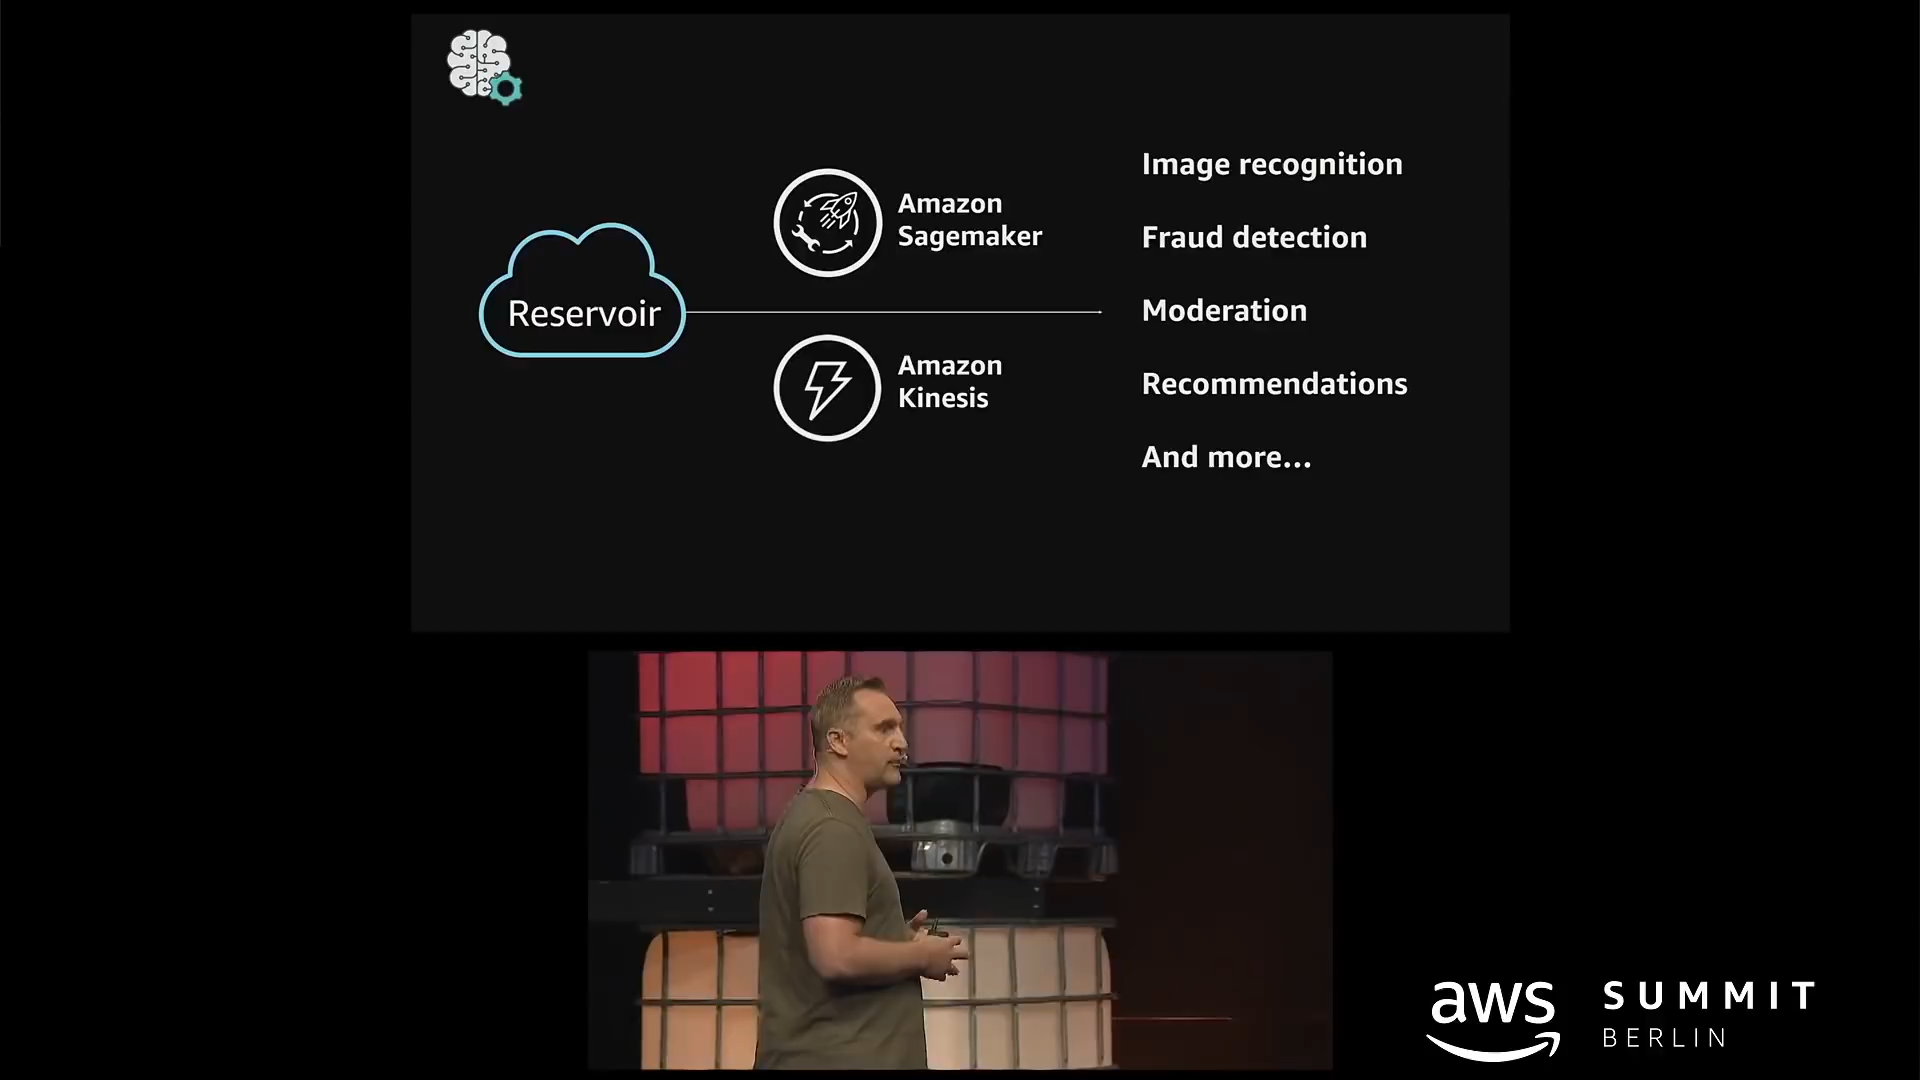 Reservoir
Amazon
Sagemaker
Amazon
Kinesis
Image recognition
Fraud detection
Moderation
Recommendations
And more...
aws
SUMMIT
BERLIN